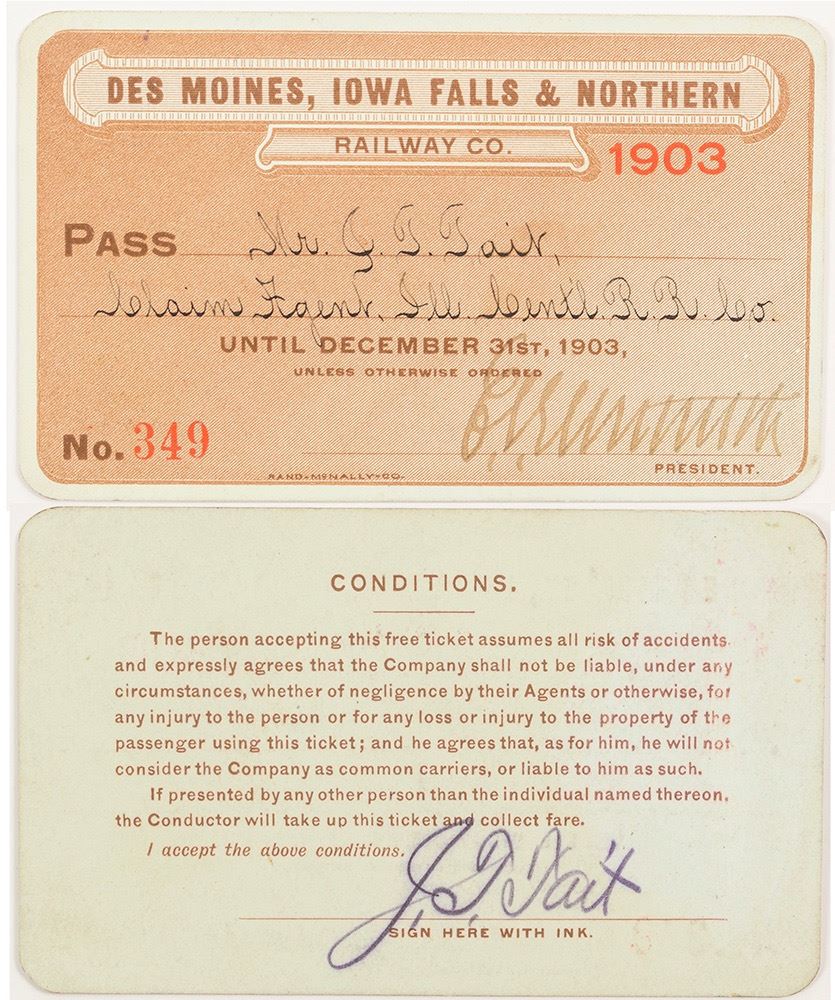 DES MOINES, IOWA FALLS & NORTHERN
RAILWAY CO.
1903
PASS Mr. J. T. Tait,
Claim Agent, Ill. Centl. R. R. Co.
UNTIL DECEMBER 31ST, 1903,
UNLESS OTHERWISE ORDERED
No. 349
PRESIDENT.
RAND-MCNALLY-CO-
CONDITIONS.
The person accepting this free ticket assumes all risk of accidents
and expressly agrees that the Company shall not be liable, under any
circumstances, whether of negligence by their Agents or otherwise, for
any injury to the person or for any loss or injury to the property of the
passenger using this ticket; and he agrees that, as for him, he will not
consider the Company as common carriers, or liable to him as such.
If presented by any other person than the individual named thereon,
the Conductor will take up this ticket and collect fare.
I accept the above conditions.
J. T. Tait
SIGN HERE WITH INK.